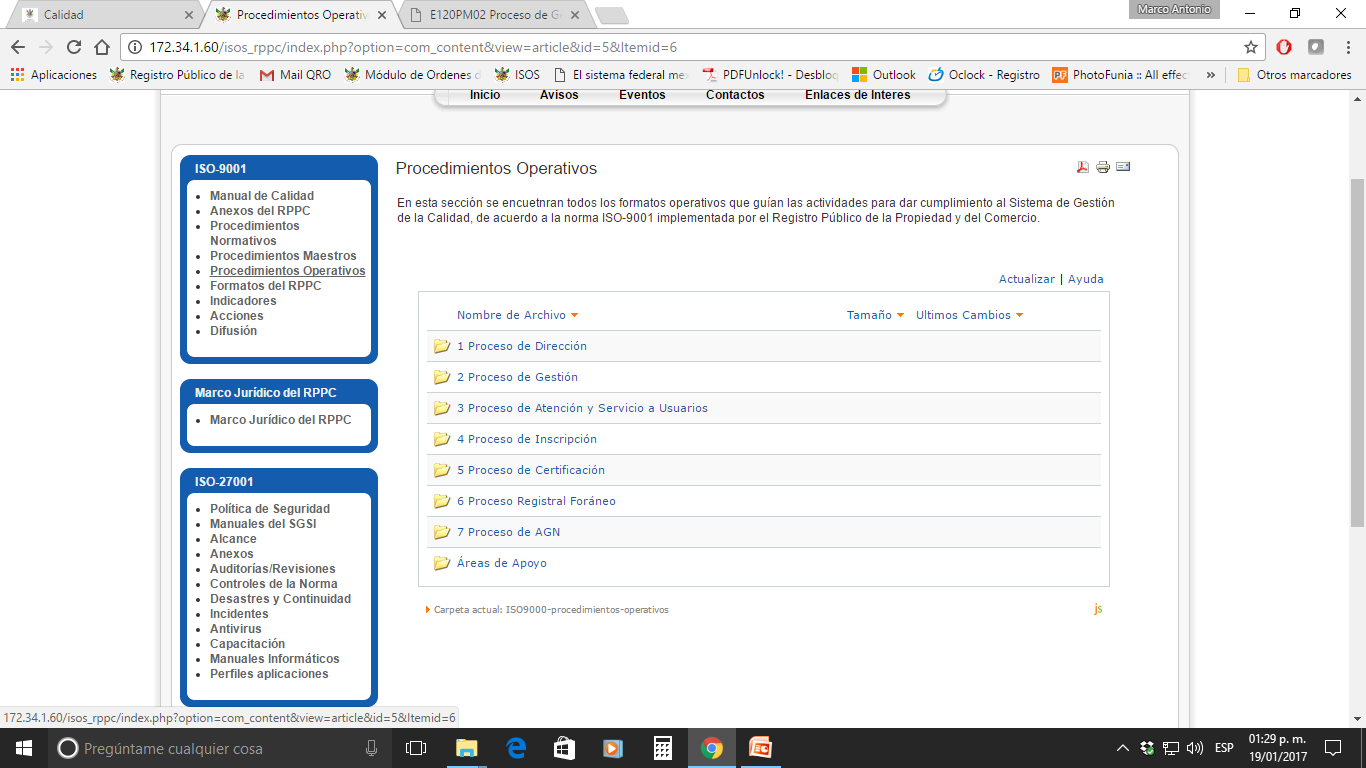 Marco Antonio
Calidad
Procedimientos Operativ
E120PM02 Proceso de Ge
172.34.1.60/isos_rppc/index.php?option=com_content&view=article&id=5&Itemid=6
Aplicaciones
Registro Público de la
Mail QRO
Módulo de Ordenes d
ISOS
El sistema federal me
PDFUnlock! - Desbloq
Outlook
Oclock - Registro
PhotoFunia :: All effec
»
Otros marcadores
Inicio
Avisos
Eventos
Contactos
Enlaces de Interes
ISO-9001
Manual de Calidad
Anexos del RPPC
Procedimientos
Normativos
Procedimientos Maestros
Procedimientos Operativos
Formatos del RPPC
Indicadores
Acciones
Difusión
Marco Jurídico del RPPC
Marco Jurídico del RPPC
ISO-27001
Política de Seguridad
Manuales del SGSI
Alcance
Anexos
Auditorías/Revisiones
Controles de la Norma
Desastres y Continuidad
Incidentes
Antivirus
Capacitación
Manuales Informáticos
Perfiles aplicaciones
Procedimientos Operativos
En esta sección se encuetnran todos los formatos operativos que guían las actividades para dar cumplimiento al Sistema de Gestión
de la Calidad, de acuerdo a la norma ISO-9001 implementada por el Registro Público de la Propiedad y del Comercio.
Actualizar | Ayuda
Nombre de Archivo
Tamaño
Ultimos Cambios
1 Proceso de Dirección
2 Proceso de Gestión
3 Proceso de Atención y Servicio a Usuarios
4 Proceso de Inscripción
5 Proceso de Certificación
6 Proceso Registral Foráneo
7 Proceso de AGN
Áreas de Apoyo
Carpeta actual: ISO9000-procedimientos-operativos
js
172.34.1.60/isos_rppc/index.php?option=com_content&view=article&id=5&Itemid=6
Pregúntame cualquier cosa
ESP
01:29 p. m.
19/01/2017